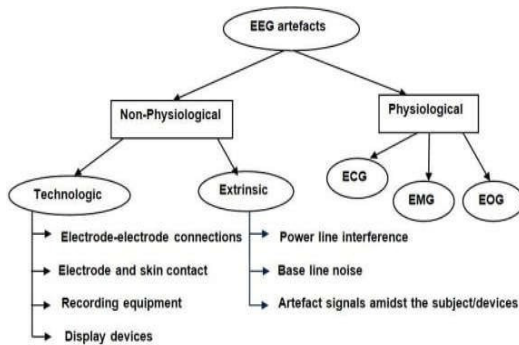 EEG artefacts
Non-Physiological
Physiological
Technologic
Extrinsic
ECG
EMG
EOG
Electrode-electrode connections
Electrode and skin contact
Recording equipment
Display devices
Power line interference
Base line noise
Artefact signals amidst the subject/devices